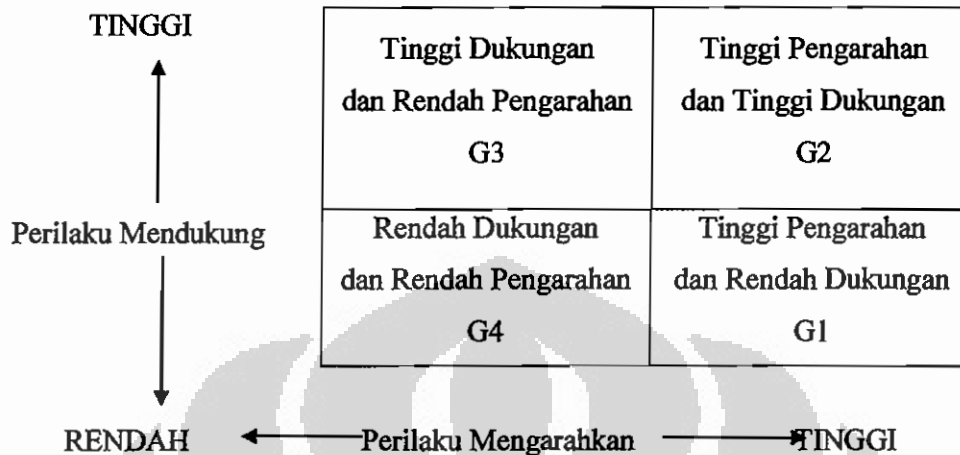 TINGGI
Tinggi Dukungan
dan Rendah Pengarahan
G3
Tinggi Pengarahan
dan Tinggi Dukungan
G2
Perilaku Mendukung
Rendah Dukungan
dan Rendah Pengarahan
G4
Tinggi Pengarahan
dan Rendah Dukungan
G1
RENDAH
Perilaku Mengarahkan
TINGGI